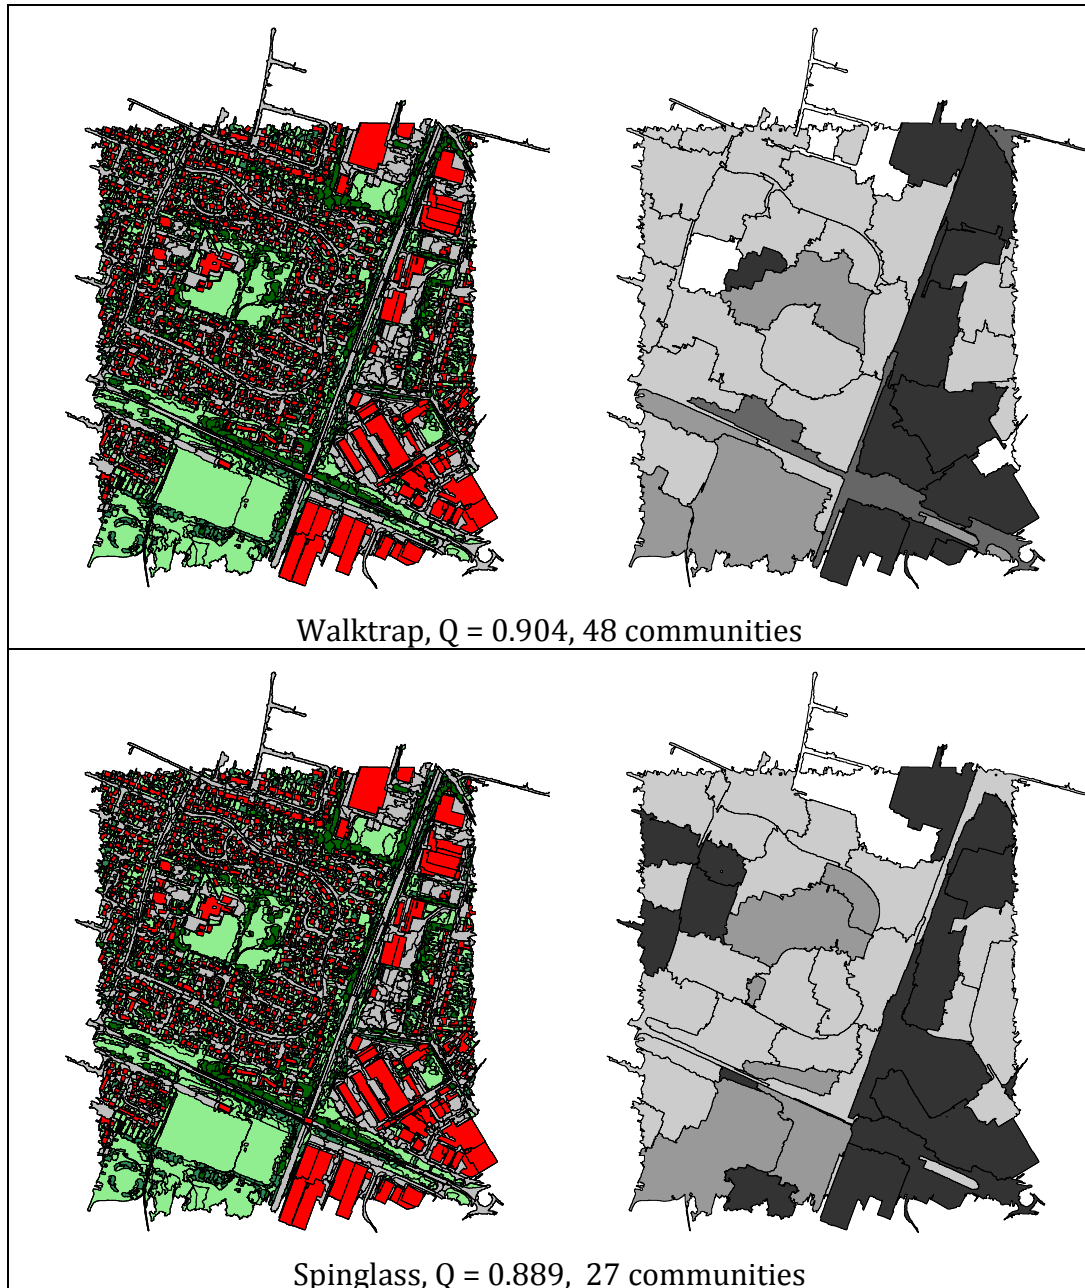 Walktrap, Q = 0.904, 48 communities
Spinglass, Q = 0.889, 27 communities